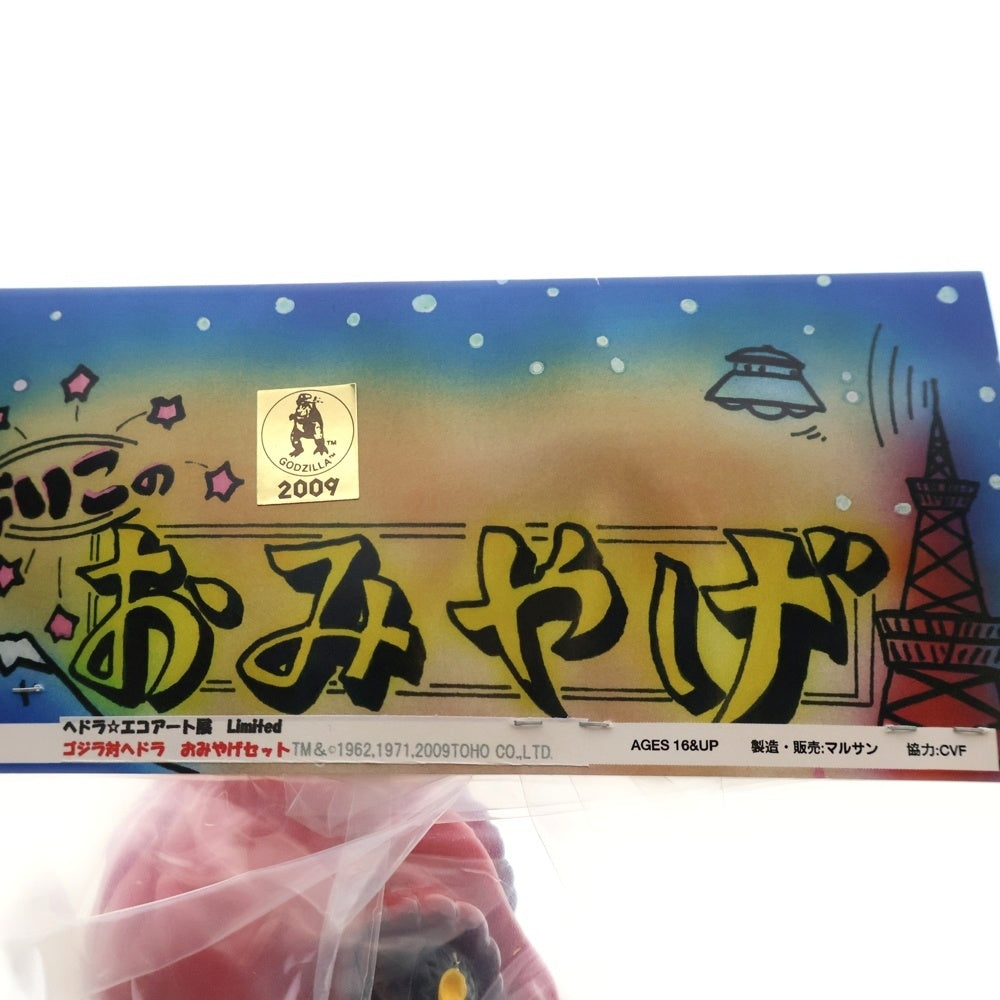 GODZILLA™
TM
2009
いこの
おみやげ
ヘドラ☆エコアート展 Limited
ゴジラ対ヘドラ おみやげセット TM&©1962,1971,2009TOHO CO.,LTD. AGES 16&UP 製造・販売:マルサン 協力:CVF